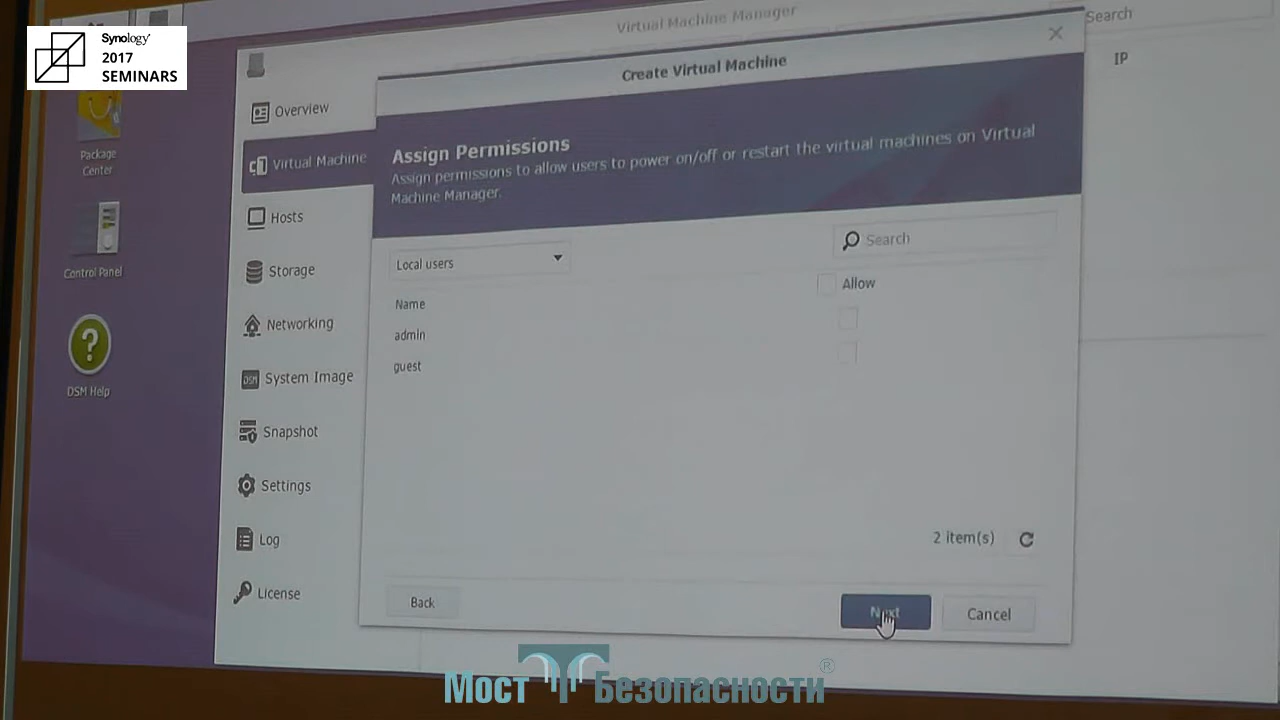 Synology
2017
SEMINARS
Package
Center
Control Panel
DSM Help
Virtual Machine Manager
Search
IP
Overview
Virtual Machine
Hosts
Storage
Networking
DSM
System Image
Snapshot
Settings
Log
License
Create Virtual Machine
Assign Permissions
Assign permissions to allow users to power on/off or restart the virtual machines on Virtual
Machine Manager.
Local users
Search
Name
Allow
admin
guest
2 item(s)
Back
Next
Cancel
Мост Безопасности ®